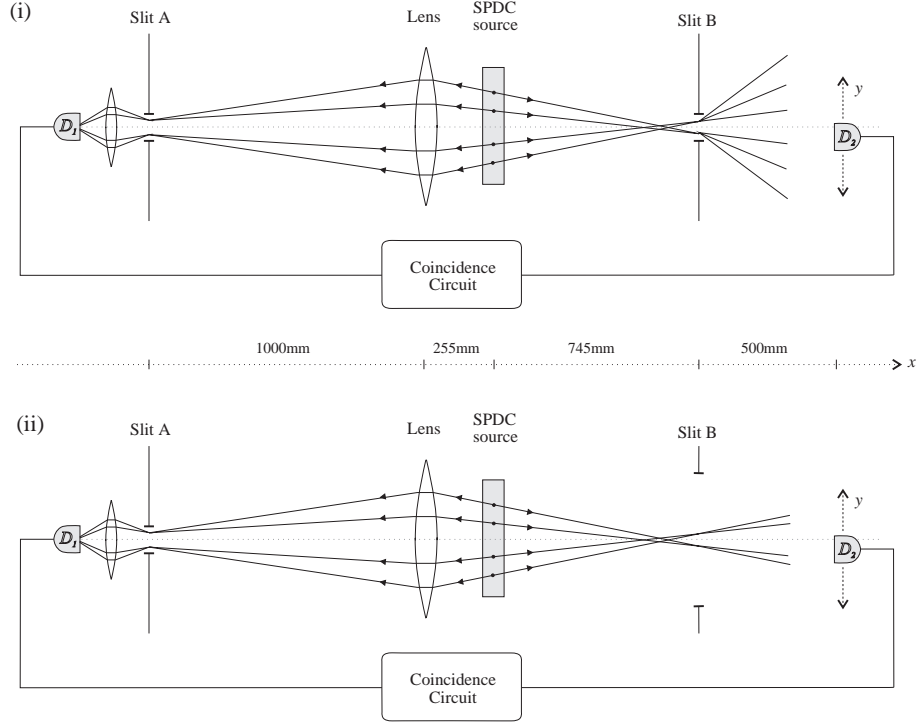 (i)
Slit A
Lens
SPDC
source
Slit B
D1
y
D2
Coincidence
Circuit
1000mm
255mm
745mm
500mm
x
(ii)
Slit A
Lens
SPDC
source
Slit B
D1
y
D2
Coincidence
Circuit